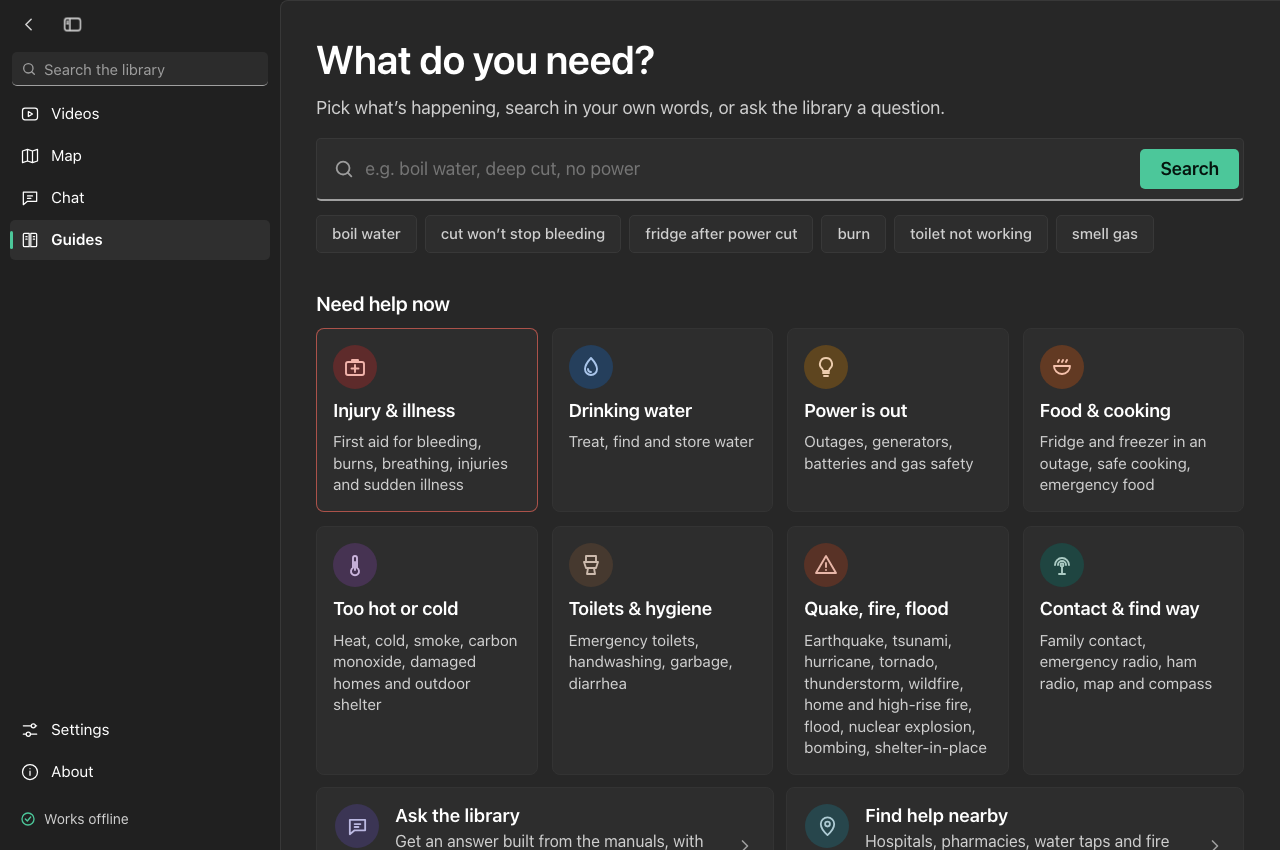 Search the library
Videos
Map
Chat
Guides
Settings
About
Works offline
What do you need?
Pick what’s happening, search in your own words, or ask the library a question.
e.g. boil water, deep cut, no power
Search
boil water
cut won’t stop bleeding
fridge after power cut
burn
toilet not working
smell gas
Need help now
Injury & illness
First aid for bleeding,
burns, breathing, injuries
and sudden illness
Drinking water
Treat, find and store water
Power is out
Outages, generators,
batteries and gas safety
Food & cooking
Fridge and freezer in an
outage, safe cooking,
emergency food
Too hot or cold
Heat, cold, smoke, carbon
monoxide, damaged
homes and outdoor
shelter
Toilets & hygiene
Emergency toilets,
handwashing, garbage,
diarrhea
Quake, fire, flood
Earthquake, tsunami,
hurricane, tornado,
thunderstorm, wildfire,
home and high-rise fire,
flood, nuclear explosion,
bombing, shelter-in-place
Contact & find way
Family contact,
emergency radio, ham
radio, map and compass
Ask the library
Get an answer built from the manuals, with
Find help nearby
Hospitals, pharmacies, water taps and fire